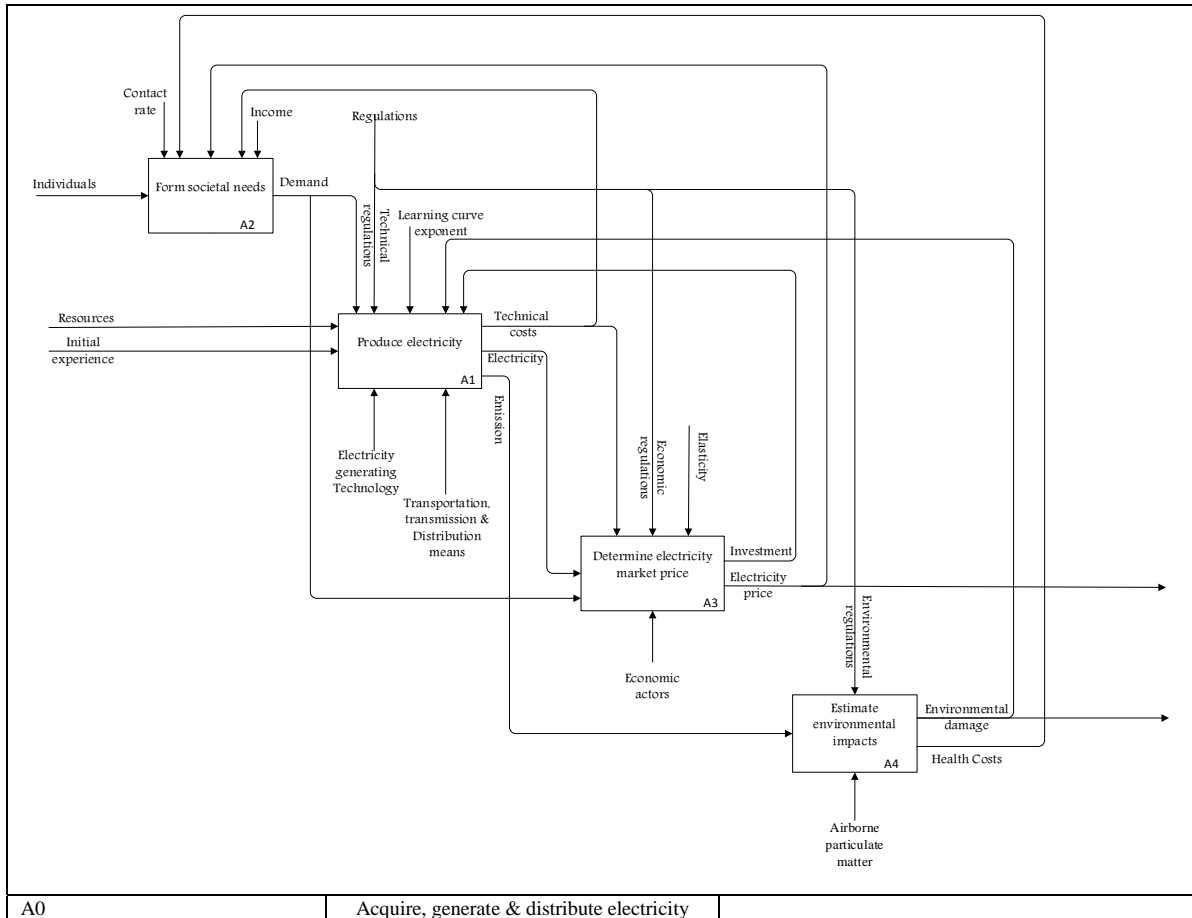 Contact
rate
Income
Regulations
Individuals
Form societal needs
A2
Demand
Technical
regulations
Learning curve
exponent
Resources
Initial
experience
Produce electricity
A1
Technical
costs
Electricity
Emission
Electricity
generating
Technology
Transportation,
transmission &
Distribution
means
Economic
regulations
Elasticity
Determine electricity
market price
A3
Investment
Electricity
price
Economic
actors
Environmental
regulations
Estimate
environmental
impacts
A4
Environmental
damage
Health Costs
Airborne
particulate
matter
A0
Acquire, generate & distribute electricity